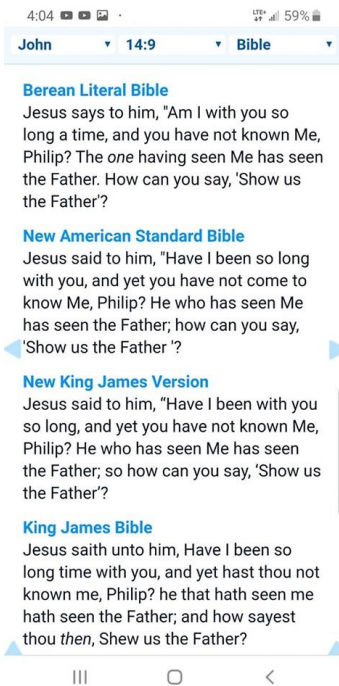 4:04
LTE+ 59%
John 14:9 Bible
Berean Literal Bible
Jesus says to him, "Am I with you so
long a time, and you have not known Me,
Philip? The one having seen Me has seen
the Father. How can you say, 'Show us
the Father'?
New American Standard Bible
Jesus said to him, "Have I been so long
with you, and yet you have not come to
know Me, Philip? He who has seen Me
has seen the Father; how can you say,
'Show us the Father '?
New King James Version
Jesus said to him, “Have I been with you
so long, and yet you have not known Me,
Philip? He who has seen Me has seen
the Father; so how can you say, ‘Show us
the Father’?
King James Bible
Jesus saith unto him, Have I been so
long time with you, and yet hast thou not
known me, Philip? he that hath seen me
hath seen the Father; and how sayest
thou then, Shew us the Father?